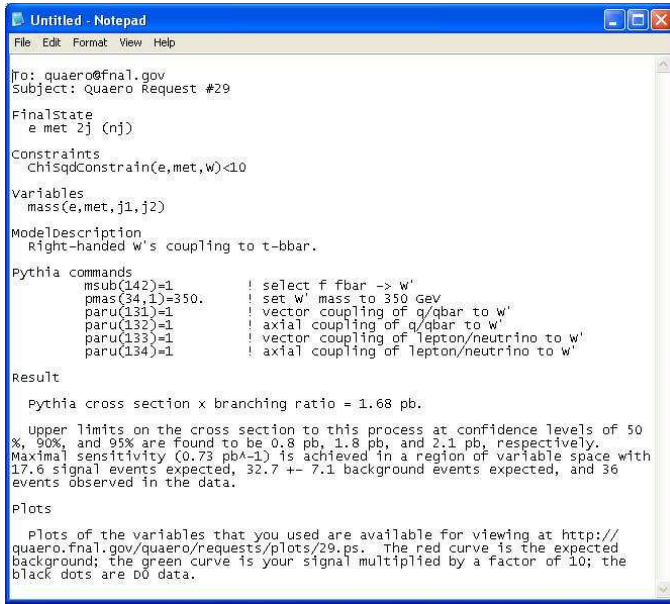 Untitled - Notepad
File Edit Format View Help
To: quaero@fnal.gov
Subject: Quaero Request #29
FinalState
e met 2j (nj)
Constraints
ChiSqdConstrain(e,met,W)<10
Variables
mass(e,met,j1,j2)
ModelDescription
Right-handed W's coupling to t-bbar.
Pythia commands
msub(142)=1 ! select f fbar -> W'
pmas(34,1)=350. ! set W' mass to 350 GeV
paru(131)=1 ! vector coupling of q/qbar to W'
paru(132)=1 ! axial coupling of q/qbar to W'
paru(133)=1 ! vector coupling of lepton/neutrino to W'
paru(134)=1 ! axial coupling of lepton/neutrino to W'
Result
Pythia cross section x branching ratio = 1.68 pb.
Upper limits on the cross section to this process at confidence levels of 50
%, 90%, and 95% are found to be 0.8 pb, 1.8 pb, and 2.1 pb, respectively.
Maximal sensitivity (0.73 pb^-1) is achieved in a region of variable space with
17.6 signal events expected, 32.7 +- 7.1 background events expected, and 36
events observed in the data.
Plots
Plots of the variables that you used are available for viewing at http://
quaero.fnal.gov/quaero/requests/plots/29.ps. The red curve is the expected
background; the green curve is your signal multiplied by a factor of 10; the
black dots are D0 data.